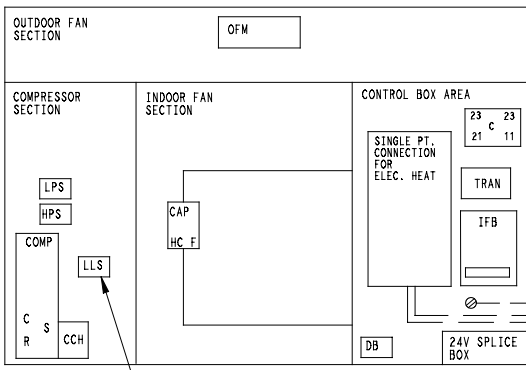 OUTDOOR FAN
SECTION
OFM
COMPRESSOR
SECTION
LPS
HPS
COMP
LLS
C
S
R
CCH
INDOOR FAN
SECTION
CAP
HC F
CONTROL BOX AREA
SINGLE PT.
CONNECTION
FOR
ELEC. HEAT
23 C 23
21 11
TRAN
IFB
DB
24V SPLICE
BOX